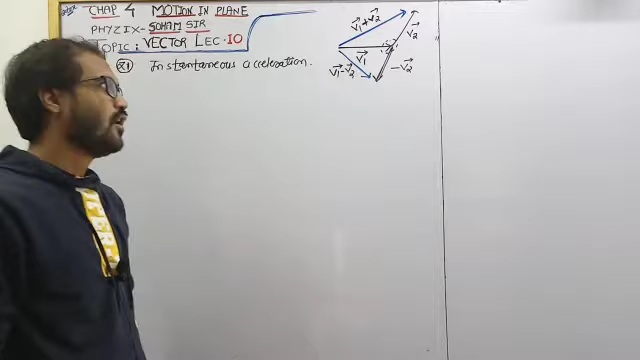 CHAP 4 MOTION IN PLANE
PHYZIX- SOHAM SIR
TOPIC: VECTOR LEC-10
Instantaneous acceleration.
V₁+V₂
V₂
V₁
V₁-V₂
-V₂